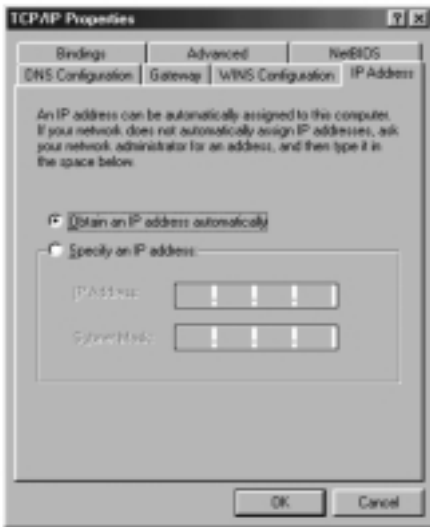 TCP/IP Properties
Bindings Advanced NetBIOS
DNS Configuration Gateway WINS Configuration IP Address
An IP address can be automatically assigned to this computer.
If your network does not automatically assign IP addresses, ask
your network administrator for an address, and then type it in
the space below.
Obtain an IP address automatically
Specify an IP address:
IP Address:
Subnet Mask:
OK Cancel